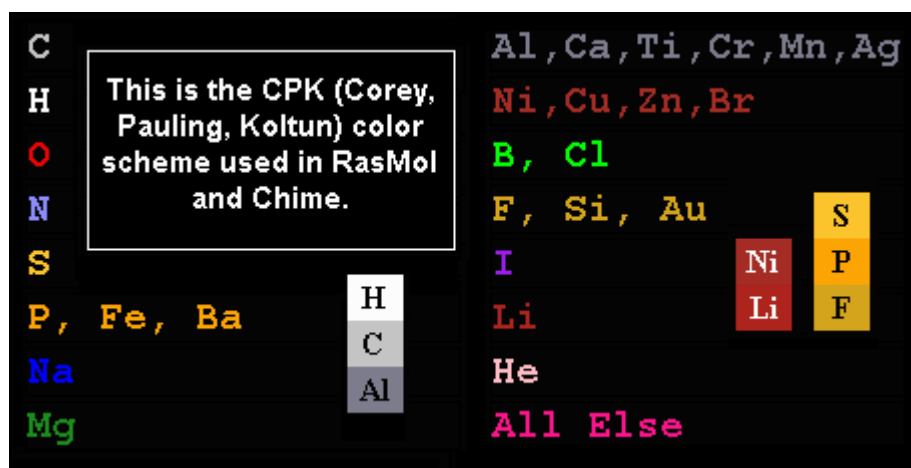 C
H
O
N
S
P, Fe, Ba
Na
Mg
This is the CPK (Corey,
Pauling, Koltun) color
scheme used in RasMol
and Chime.
H
C
Al
Al,Ca,Ti,Cr,Mn,Ag
Ni,Cu,Zn,Br
B, Cl
F, Si, Au
I
Li
He
All Else
Ni
Li
S
P
F